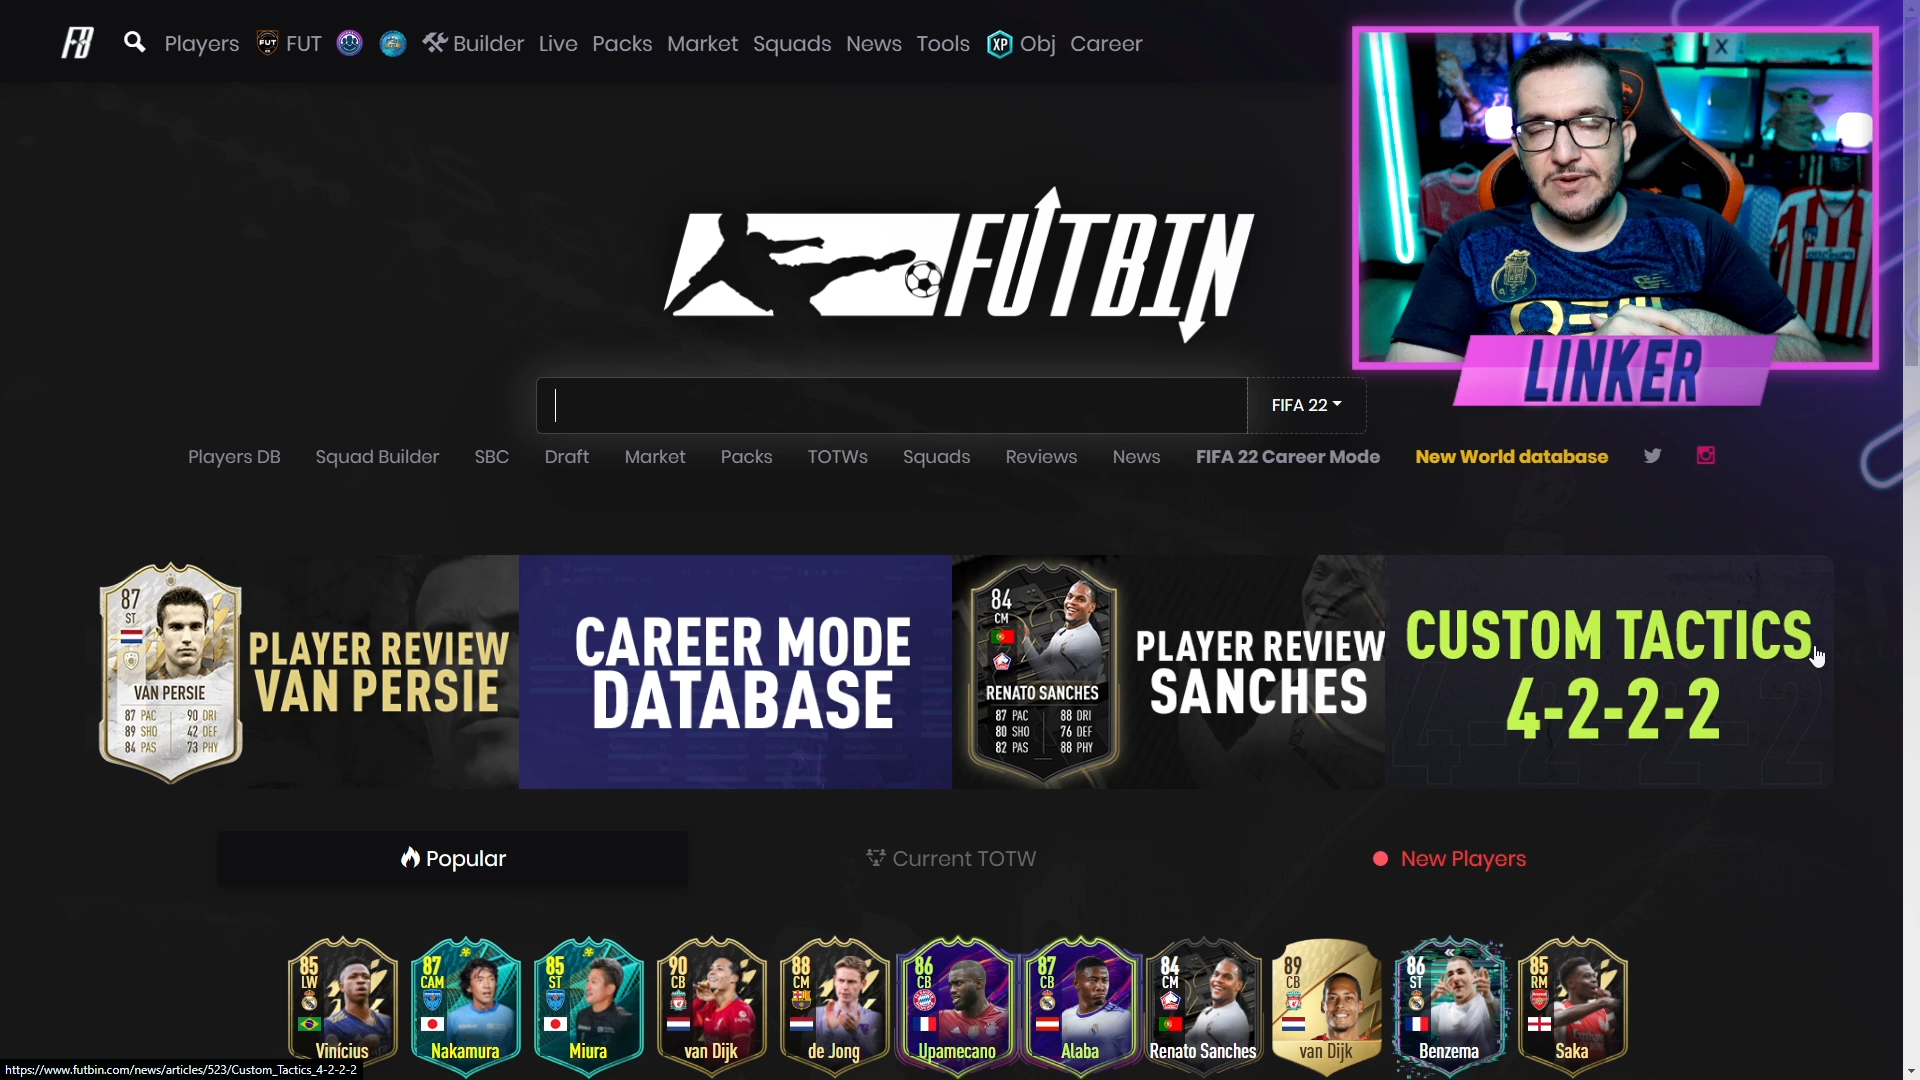 FB
Players
FUT
FUT
Builder
Live
Packs
Market
Squads
News
Tools
XP
Obj
Career
X
FUTBIN
LINKER
FIFA 22
Players DB
Squad Builder
SBC
Draft
Market
Packs
TOTWs
Squads
Reviews
News
FIFA 22 Career Mode
New World database
87
ST
VAN PERSIE
87 PAC 90 DRI
89 SHO 42 DEF
84 PAS 73 PHY
PLAYER REVIEW
VAN PERSIE
CAREER MODE
DATABASE
84
CM
RENATO SANCHES
87 PAC 88 DRI
80 SHO 76 DEF
82 PAS 88 PHY
PLAYER REVIEW
SANCHES
CUSTOM TACTICS
4-2-2-2
4-2-2-2
Popular
Current TOTW
New Players
85
LW
Vinícius
87
CAM
Nakamura
85
ST
Miura
90
CB
van Dijk
88
CM
de Jong
86
CB
Upamecano
87
CB
Alaba
84
CM
Renato Sanches
89
CB
van Dijk
86
ST
Benzema
85
RM
Saka
https://www.futbin.com/news/articles/523/Custom_Tactics_4-2-2-2